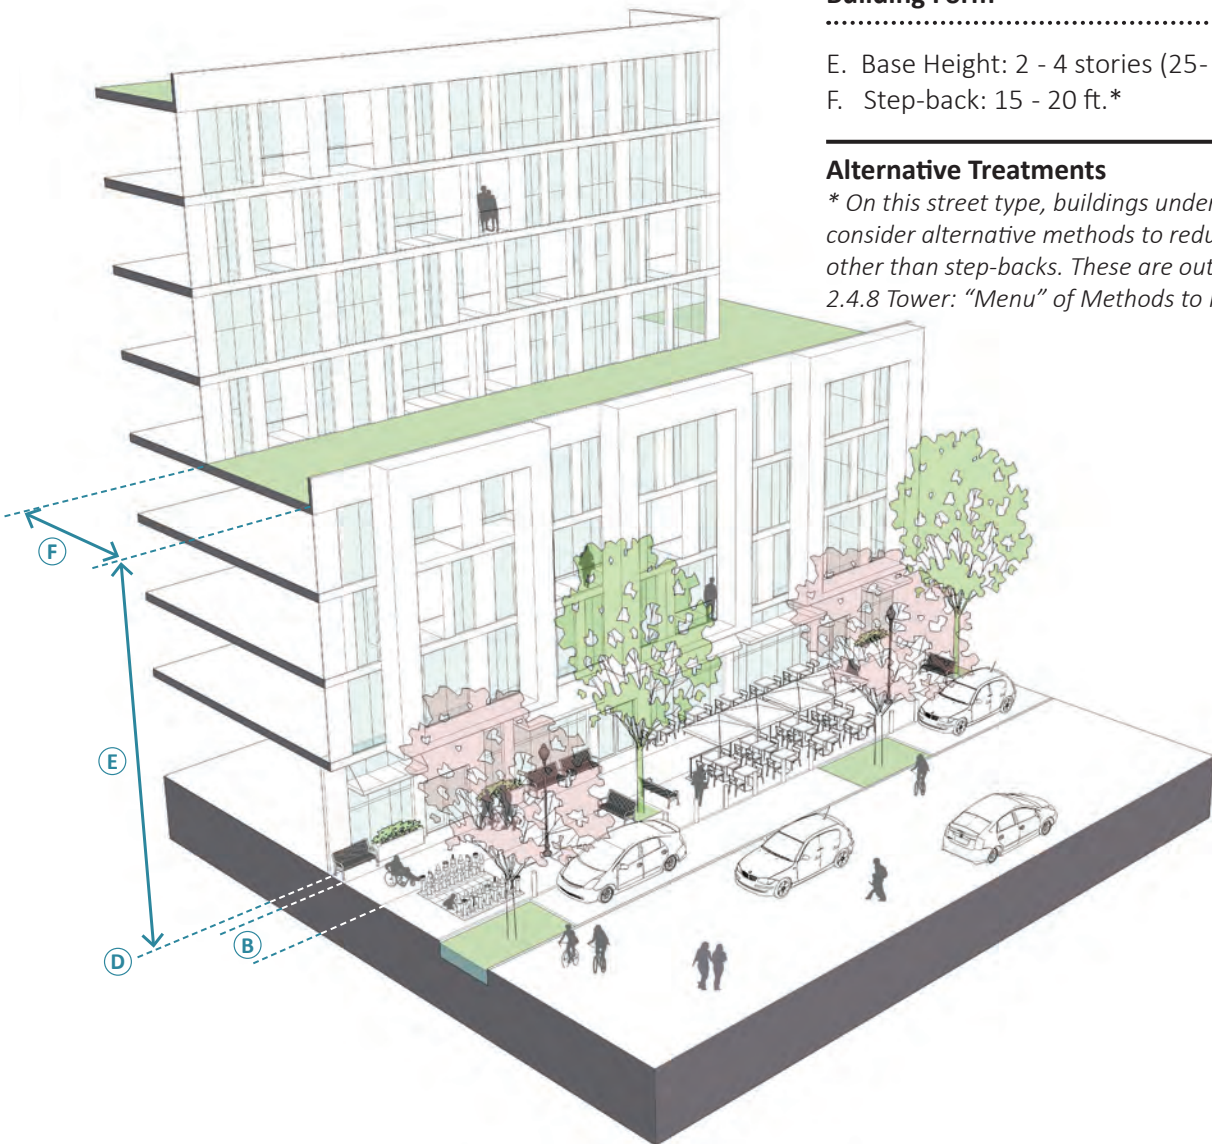 Building Form
E. Base Height: 2 - 4 stories (25-
F. Step-back: 15 - 20 ft.*
Alternative Treatments
* On this street type, buildings under
consider alternative methods to redu
other than step-backs. These are out
2.4.8 Tower: “Menu” of Methods to
F
E
B
D